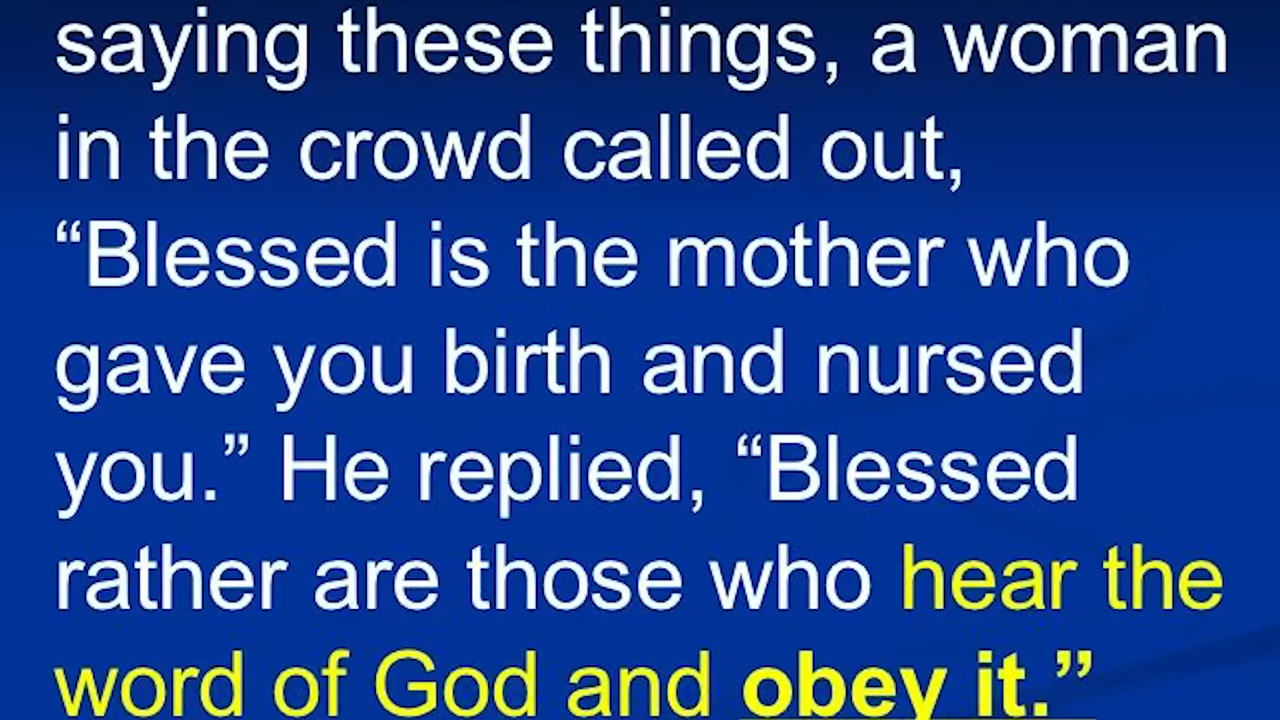 saying these things, a woman
in the crowd called out,
“Blessed is the mother who
gave you birth and nursed
you.” He replied, “Blessed
rather are those who hear the
word of God and obey it.”